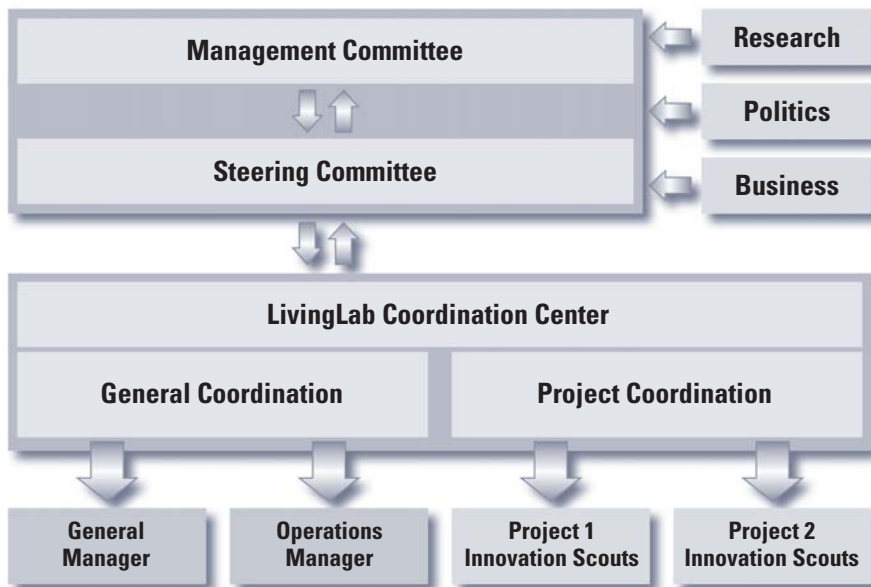 Management Committee
Research
Politics
Steering Committee
Business
LivingLab Coordination Center
General Coordination
Project Coordination
General
Manager
Operations
Manager
Project 1
Innovation Scouts
Project 2
Innovation Scouts